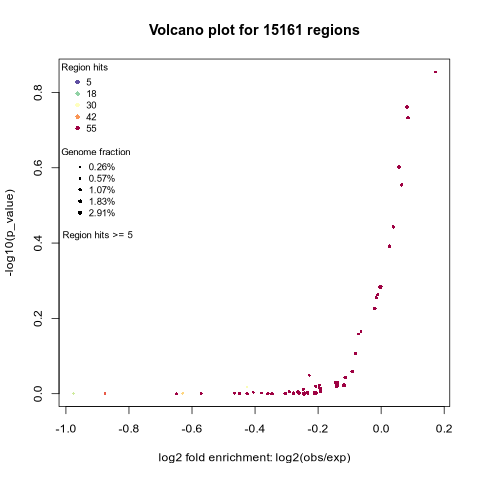 Volcano plot for 15161 regions
Region hits
5
18
30
42
55
Genome fraction
0.26%
0.57%
1.07%
1.83%
2.91%
Region hits >= 5
-log10(p_value)
0.8
0.6
0.4
0.2
0.0
-1.0 -0.8 -0.6 -0.4 -0.2 0.0 0.2
log2 fold enrichment: log2(obs/exp)